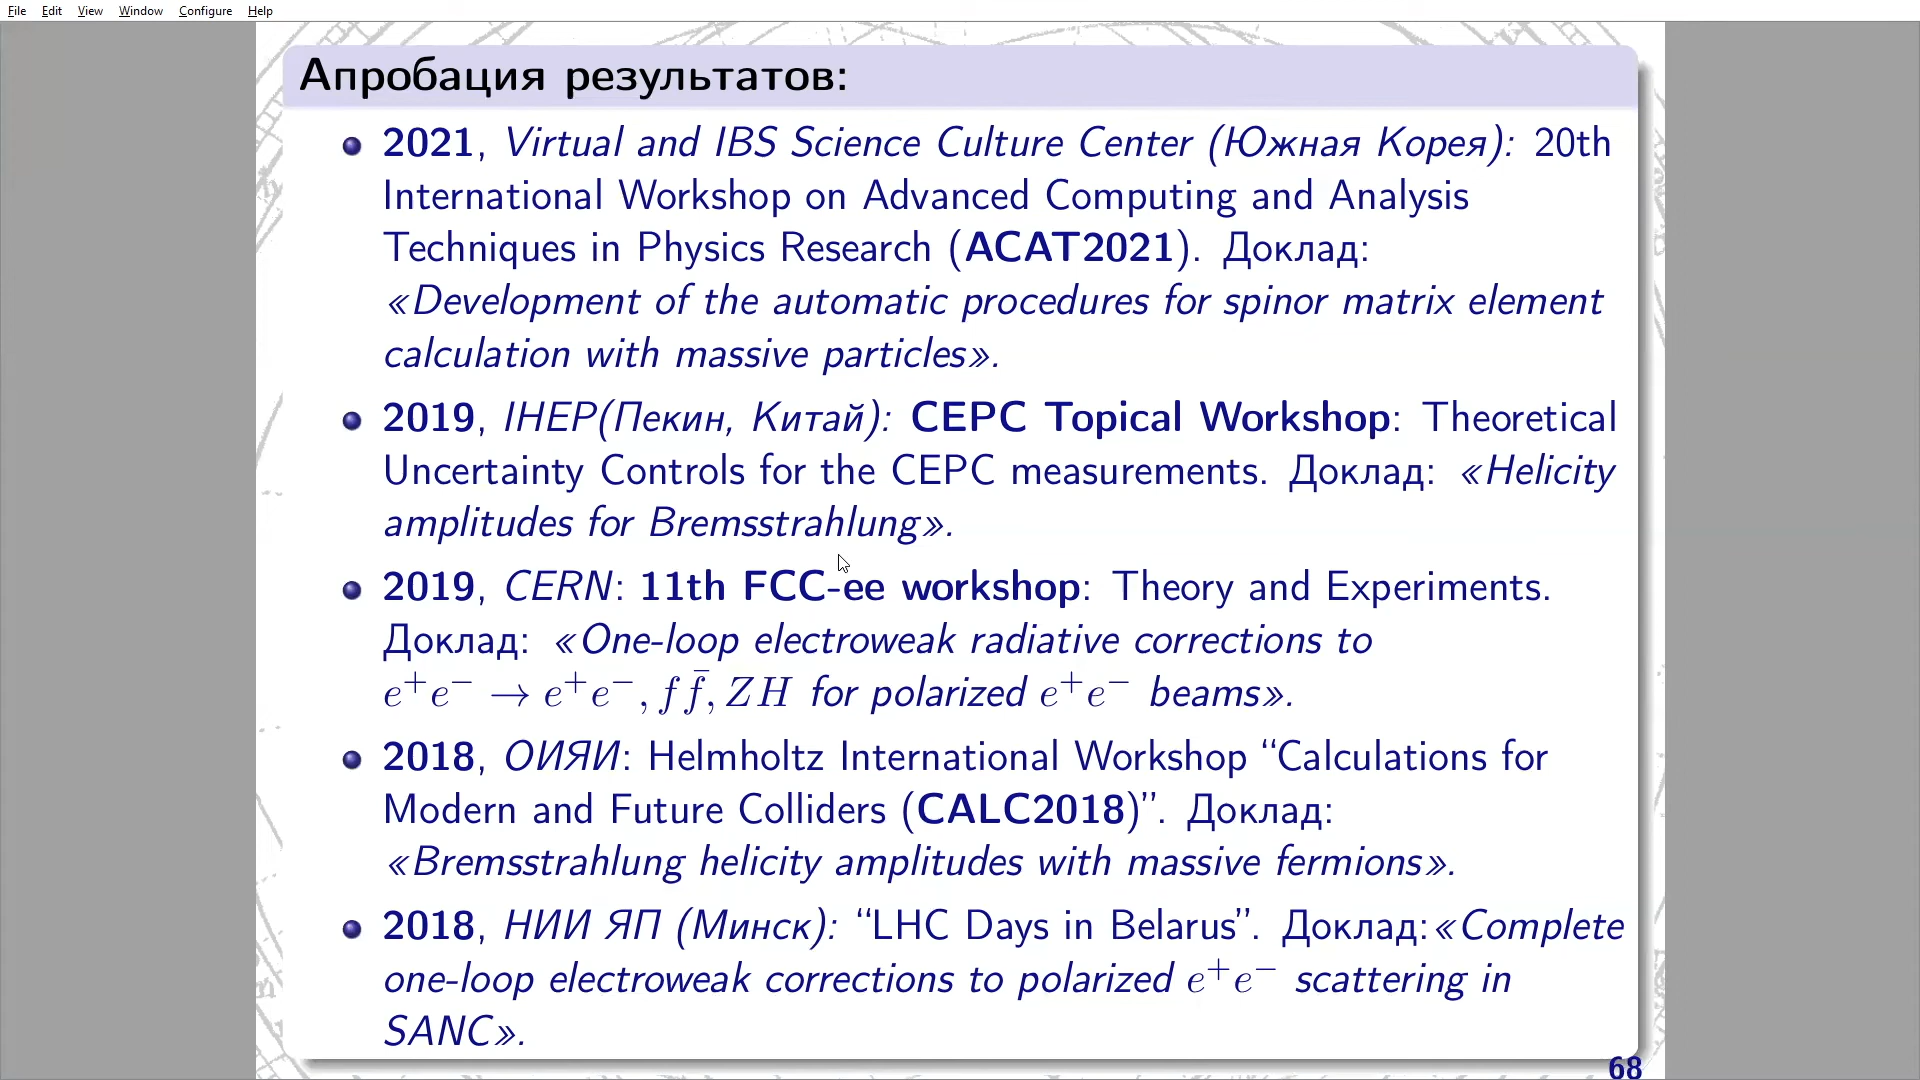 File Edit View Window Configure Help
Апробация результатов:
2021, Virtual and IBS Science Culture Center (Южная Корея): 20th
International Workshop on Advanced Computing and Analysis
Techniques in Physics Research (ACAT2021). Доклад:
«Development of the automatic procedures for spinor matrix element
calculation with massive particles».
2019, IHEP(Пекин, Китай): CEPC Topical Workshop: Theoretical
Uncertainty Controls for the CEPC measurements. Доклад: «Helicity
amplitudes for Bremsstrahlung».
2019, CERN: 11th FCC-ee workshop: Theory and Experiments.
Доклад: «One-loop electroweak radiative corrections to
e⁺e⁻ → e⁺e⁻, ff̄, ZH for polarized e⁺e⁻ beams».
2018, ОИЯИ: Helmholtz International Workshop “Calculations for
Modern and Future Colliders (CALC2018)”. Доклад:
«Bremsstrahlung helicity amplitudes with massive fermions».
2018, НИИ ЯП (Минск): “LHC Days in Belarus”. Доклад:«Complete
one-loop electroweak corrections to polarized e⁺e⁻ scattering in
SANC».
68